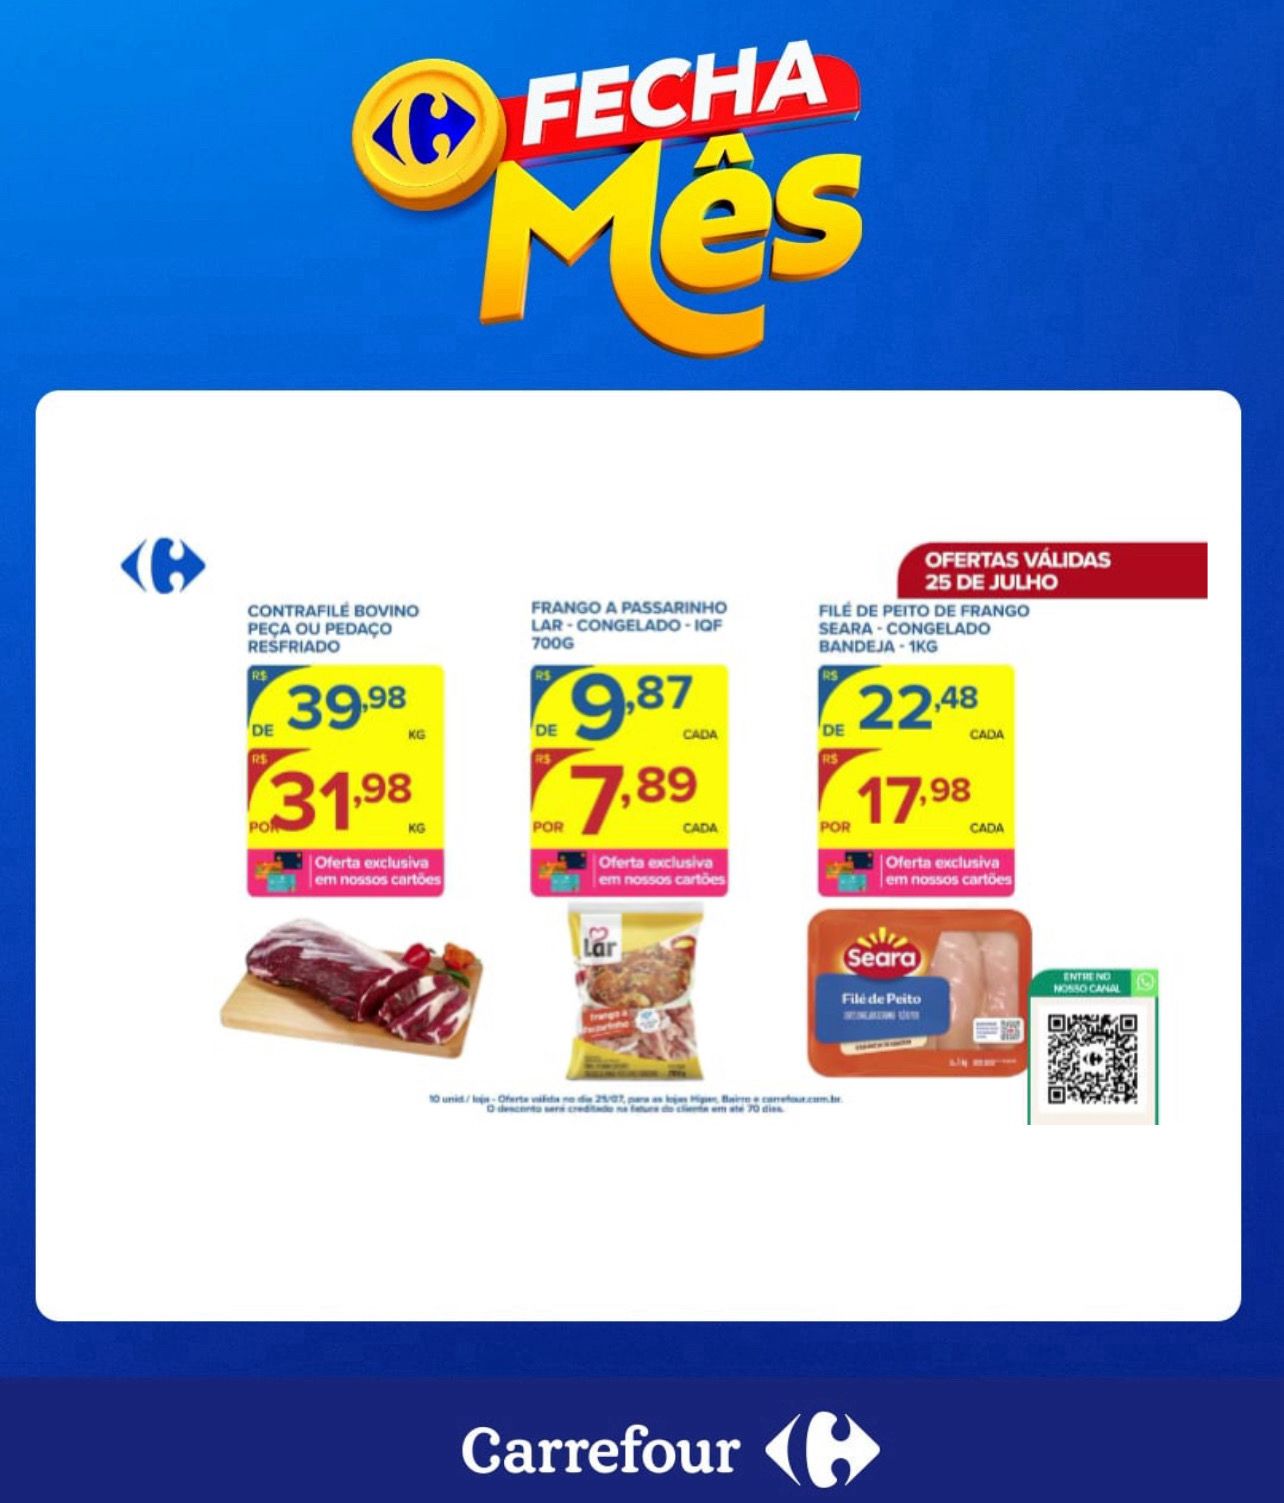 FECHA
Mês
OFERTAS VÁLIDAS
25 DE JULHO
CONTRAFILÉ BOVINO
PEÇA OU PEDAÇO
RESFRIADO
R$
DE 39,98
KG
R$
POR 31,98
KG
Oferta exclusiva
em nossos cartões
FRANGO A PASSARINHO
LAR - CONGELADO - IQF
700G
R$
DE 9,87
CADA
R$
POR 7,89
CADA
Oferta exclusiva
em nossos cartões
FILÉ DE PEITO DE FRANGO
SEARA - CONGELADO
BANDEJA - 1KG
R$
DE 22,48
CADA
R$
POR 17,98
CADA
Oferta exclusiva
em nossos cartões
Lar
Frango a
Passarinho
Seara
Filé de Peito
ENTRE NO
NOSSO CANAL
10 unid./ loja - Oferta válida no dia 25/07, para as lojas Hiper, Bairro e carrefour.com.br.
O desconto será creditado na fatura do cliente em até 70 dias.
Carrefour